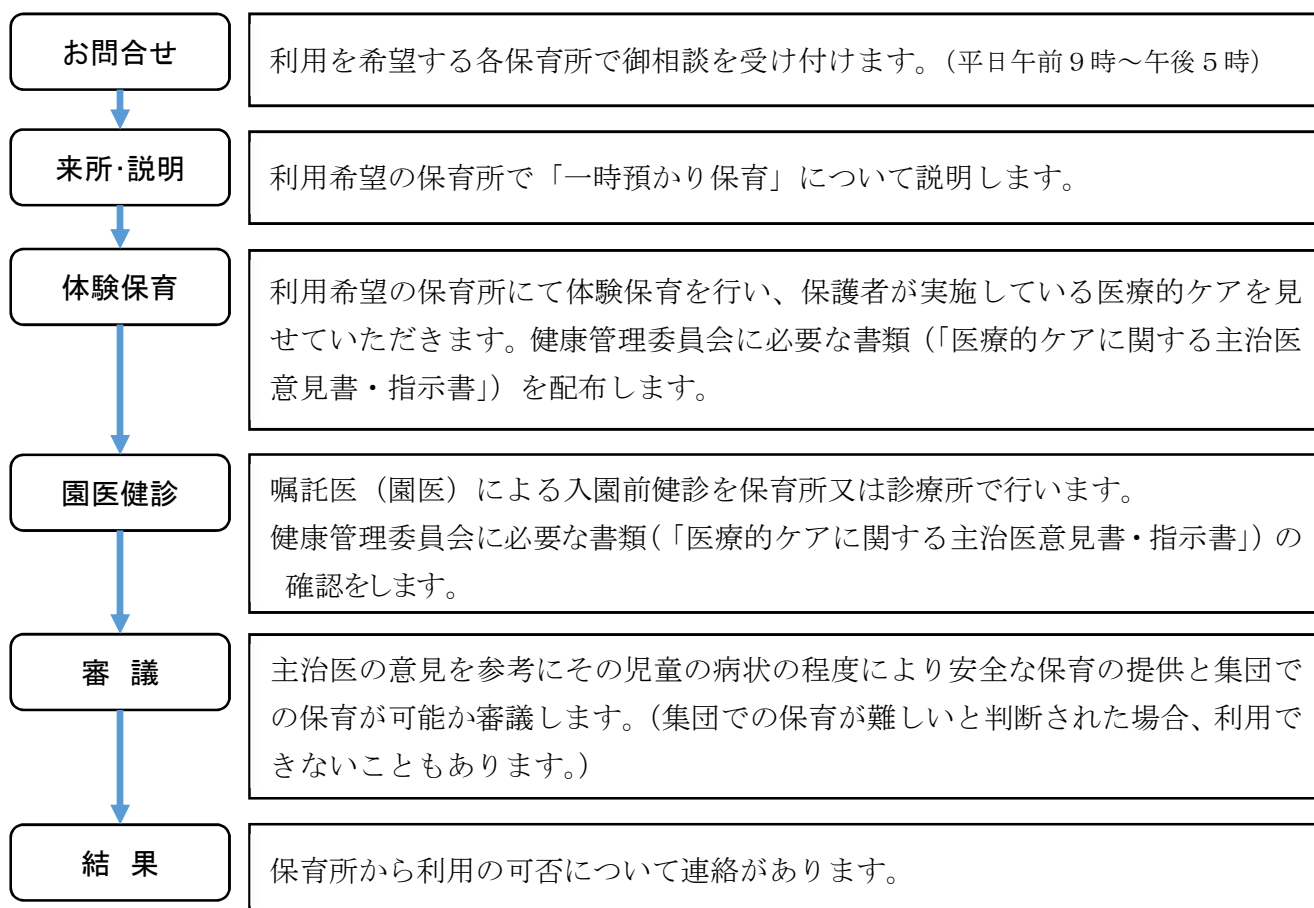 お問合せ
利用を希望する各保育所で御相談を受け付けます。(平日午前9時～午後5時)
来所・説明
利用希望の保育所で「一時預かり保育」について説明します。
体験保育
利用希望の保育所にて体験保育を行い、保護者が実施している医療的ケアを見
せていただきます。健康管理委員会に必要な書類(「医療的ケアに関する主治医
意見書・指示書」)を配布します。
園医健診
嘱託医(園医)による入園前健診を保育所又は診療所で行います。
健康管理委員会に必要な書類(「医療的ケアに関する主治医意見書・指示書」)の
確認をします。
審 議
主治医の意見を参考にその児童の病状の程度により安全な保育の提供と集団で
の保育が可能か審議します。(集団での保育が難しいと判断された場合、利用で
きないこともあります。)
結 果
保育所から利用の可否について連絡があります。